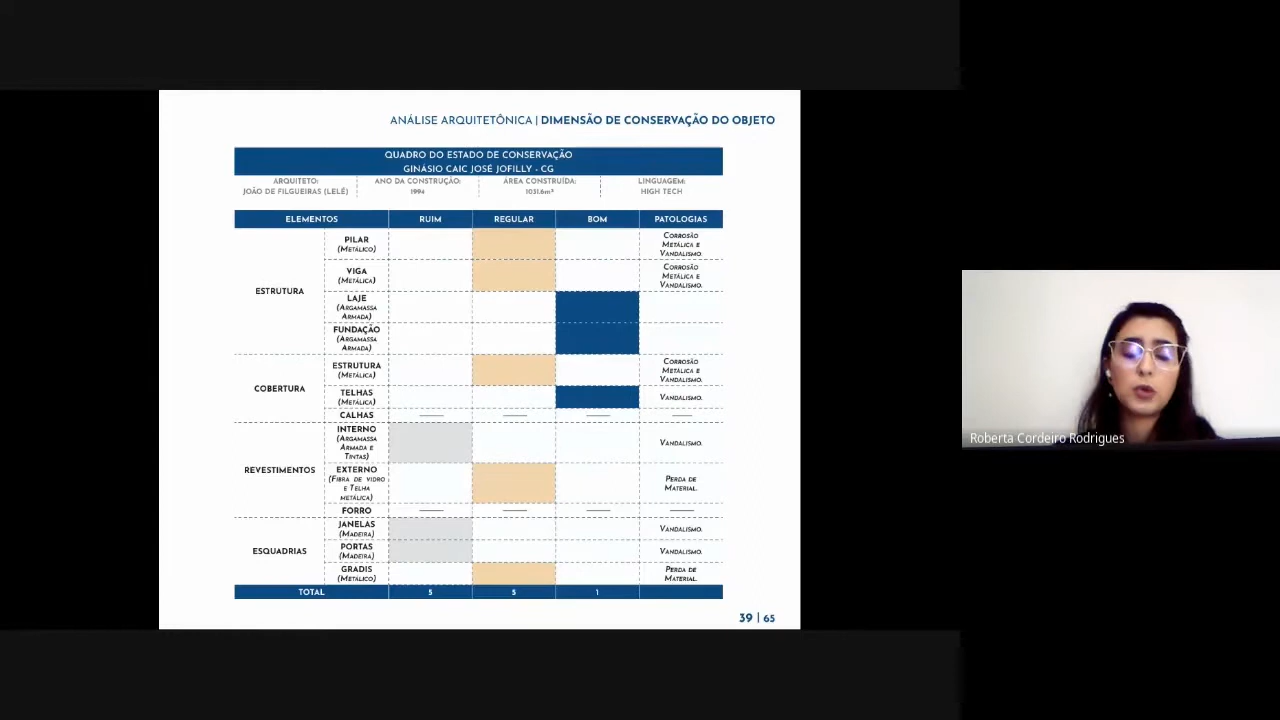 ANÁLISE ARQUITETÔNICA | DIMENSÃO DE CONSERVAÇÃO DO OBJETO
QUADRO DO ESTADO DE CONSERVAÇÃO
GINÁSIO CAIC JOSÉ JOFILLY - CG
ARQUITETO:
JOÃO DE FILGUEIRAS (LELÉ)
ANO DA CONSTRUÇÃO:
1994
ÁREA CONSTRUÍDA:
1031.6m²
LINGUAGEM:
HIGH TECH
ELEMENTOS RUIM REGULAR BOM PATOLOGIAS
ESTRUTURA
PILAR
(METÁLICO)
CORROSÃO
METÁLICA E
VANDALISMO.
VIGA
(METÁLICA)
CORROSÃO
METÁLICA E
VANDALISMO.
LAJE
(ARGAMASSA
ARMADA)
FUNDAÇÃO
(ARGAMASSA
ARMADA)
COBERTURA
ESTRUTURA
(METÁLICA)
CORROSÃO
METÁLICA E
VANDALISMO.
TELHAS
(METÁLICA)
VANDALISMO.
CALHAS
REVESTIMENTOS
INTERNO
(ARGAMASSA
ARMADA E
TINTAS)
VANDALISMO.
EXTERNO
(FIBRA DE VIDRO
E TELHA
METÁLICA)
PERDA DE
MATERIAL.
FORRO
ESQUADRIAS
JANELAS
(MADEIRA)
VANDALISMO.
PORTAS
(MADEIRA)
VANDALISMO.
GRADIS
(METÁLICO)
PERDA DE
MATERIAL.
TOTAL 5 5 1
39 | 65
Roberta Cordeiro Rodrigues